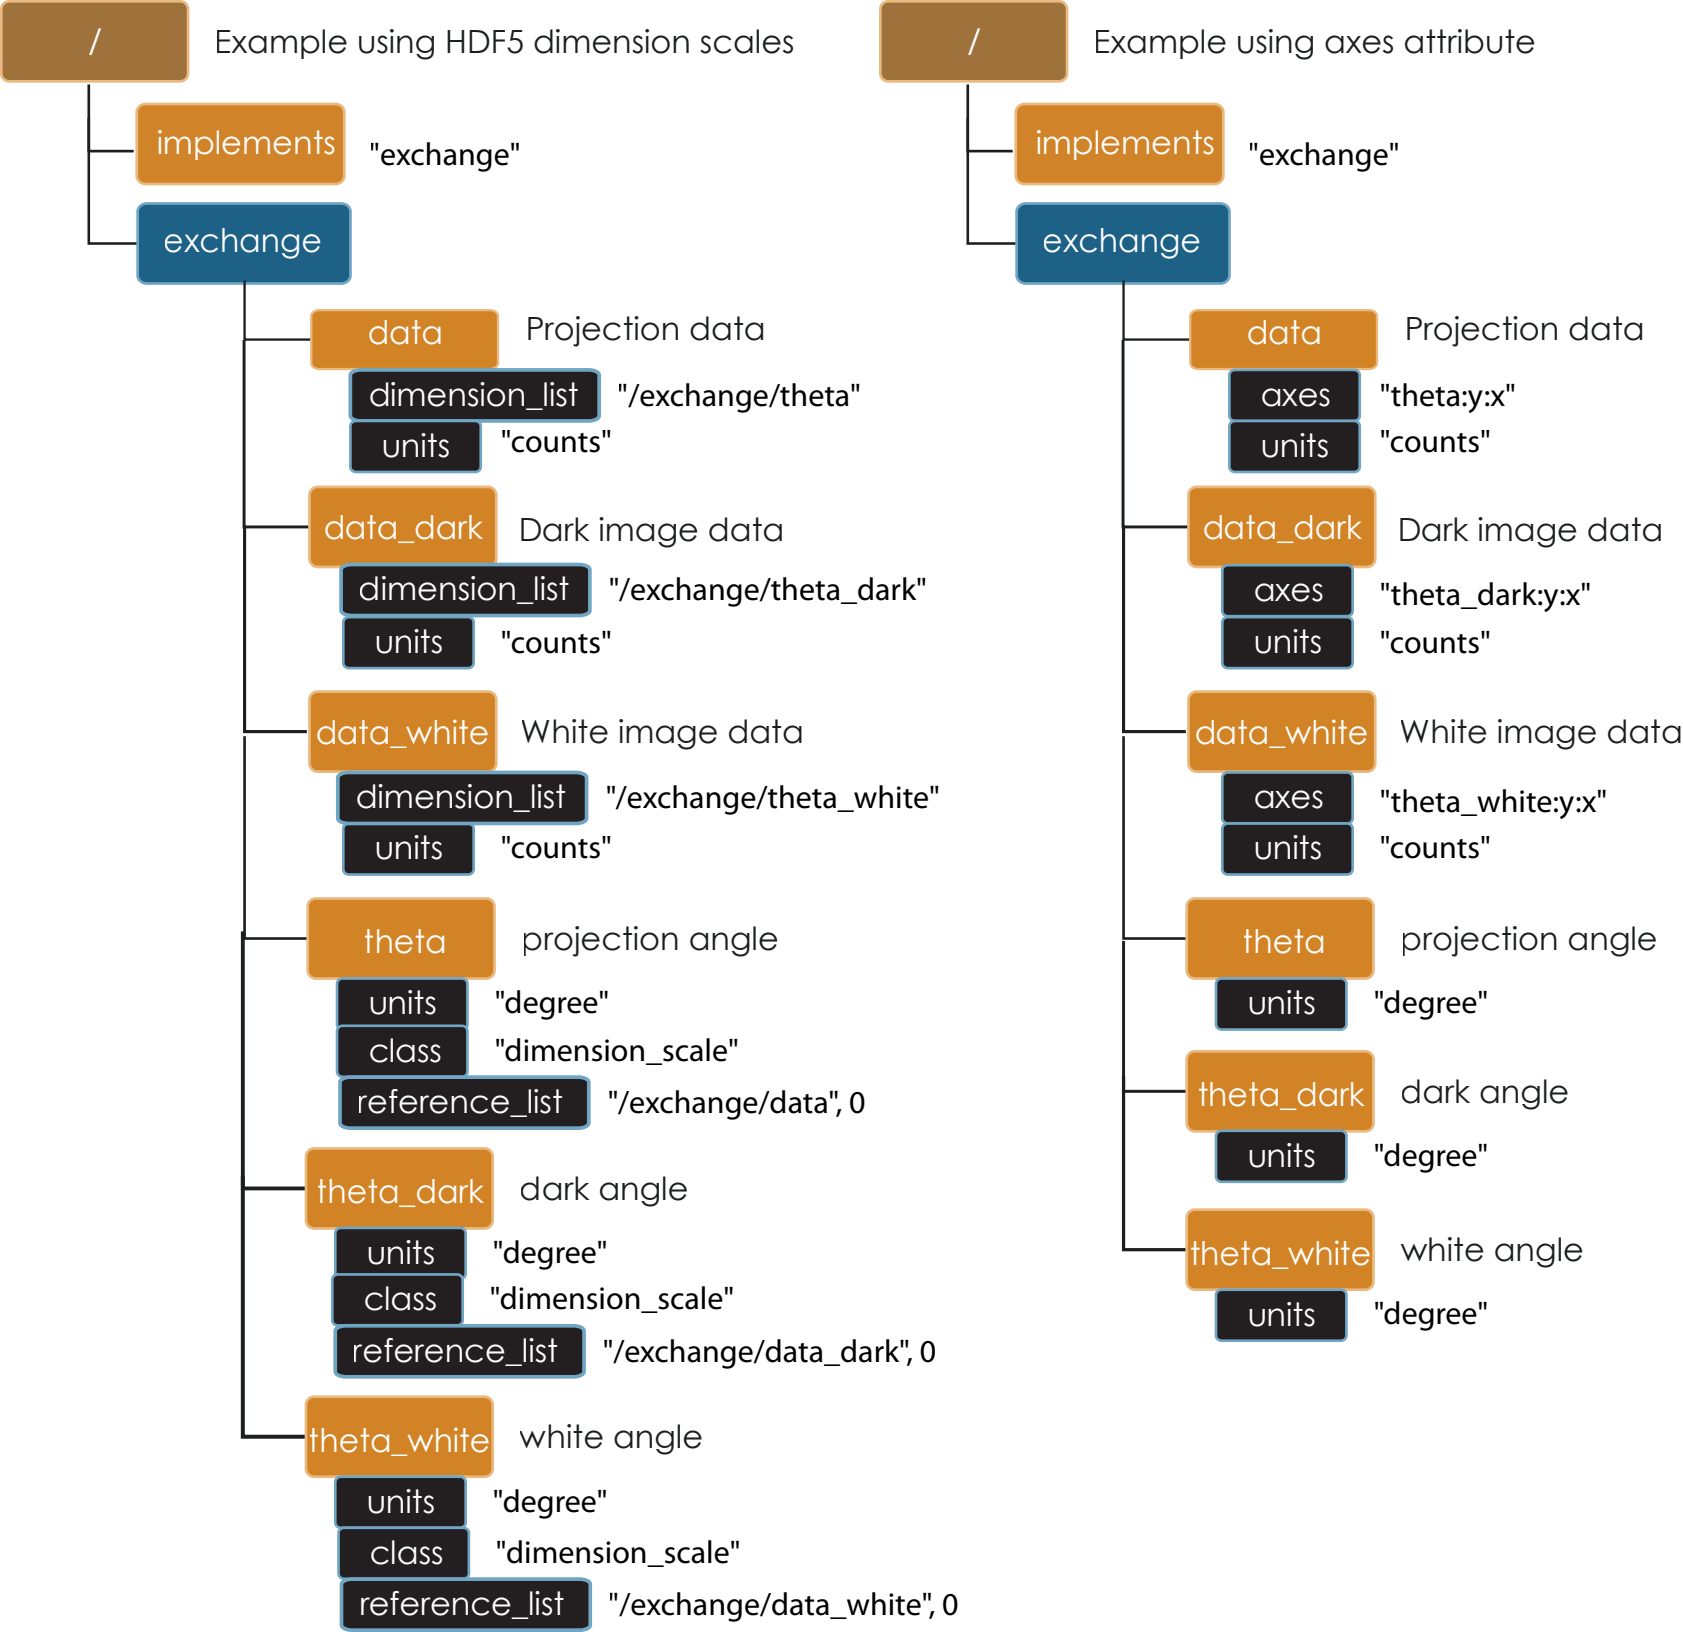 / Example using HDF5 dimension scales
implements "exchange"
exchange
data Projection data
dimension_list "/exchange/theta"
units "counts"
data_dark Dark image data
dimension_list "/exchange/theta_dark"
units "counts"
data_white White image data
dimension_list "/exchange/theta_white"
units "counts"
theta projection angle
units "degree"
class "dimension_scale"
reference_list "/exchange/data", 0
theta_dark dark angle
units "degree"
class "dimension_scale"
reference_list "/exchange/data_dark", 0
theta_white white angle
units "degree"
class "dimension_scale"
reference_list "/exchange/data_white", 0
/ Example using axes attribute
implements "exchange"
exchange
data Projection data
axes "theta:y:x"
units "counts"
data_dark Dark image data
axes "theta_dark:y:x"
units "counts"
data_white White image data
axes "theta_white:y:x"
units "counts"
theta projection angle
units "degree"
theta_dark dark angle
units "degree"
theta_white white angle
units "degree"